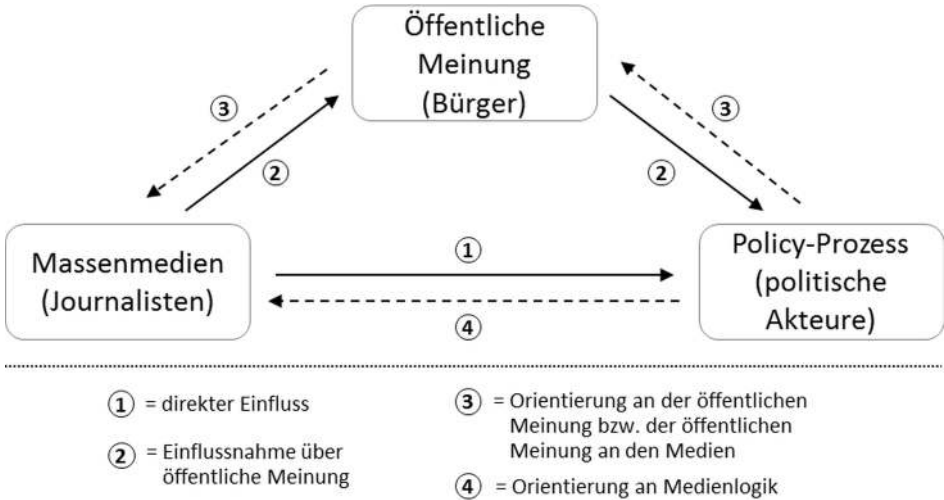 Öffentliche
Meinung
(Bürger)
3
3
2
2
Massenmedien
(Journalisten)
1
Policy-Prozess
(politische
Akteure)
4
1 = direkter Einfluss
2 = Einflussnahme über
öffentliche Meinung
3 = Orientierung an der öffentlichen
Meinung bzw. der öffentlichen
Meinung an den Medien
4 = Orientierung an Medienlogik